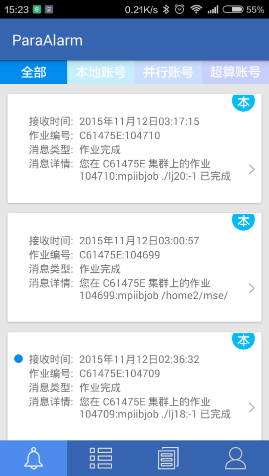 15:23 0.21K/s 55%
ParaAlarm
全部 本地账号 并行账号 超算账号
本
接收时间: 2015年11月12日03:17:15
作业编号: C61475E:104710
消息类型: 作业完成
消息详情: 您在 C61475E 集群上的作业
104710:mpiibjob ./lj20:-1 已完成
本
接收时间: 2015年11月12日03:00:57
作业编号: C61475E:104699
消息类型: 作业完成
消息详情: 您在 C61475E 集群上的作业
104699:mpiibjob /home2/mse/
本
接收时间: 2015年11月12日02:36:32
作业编号: C61475E:104709
消息类型: 作业完成
消息详情: 您在 C61475E 集群上的作业
104709:mpiibjob ./lj18:-1 已完成